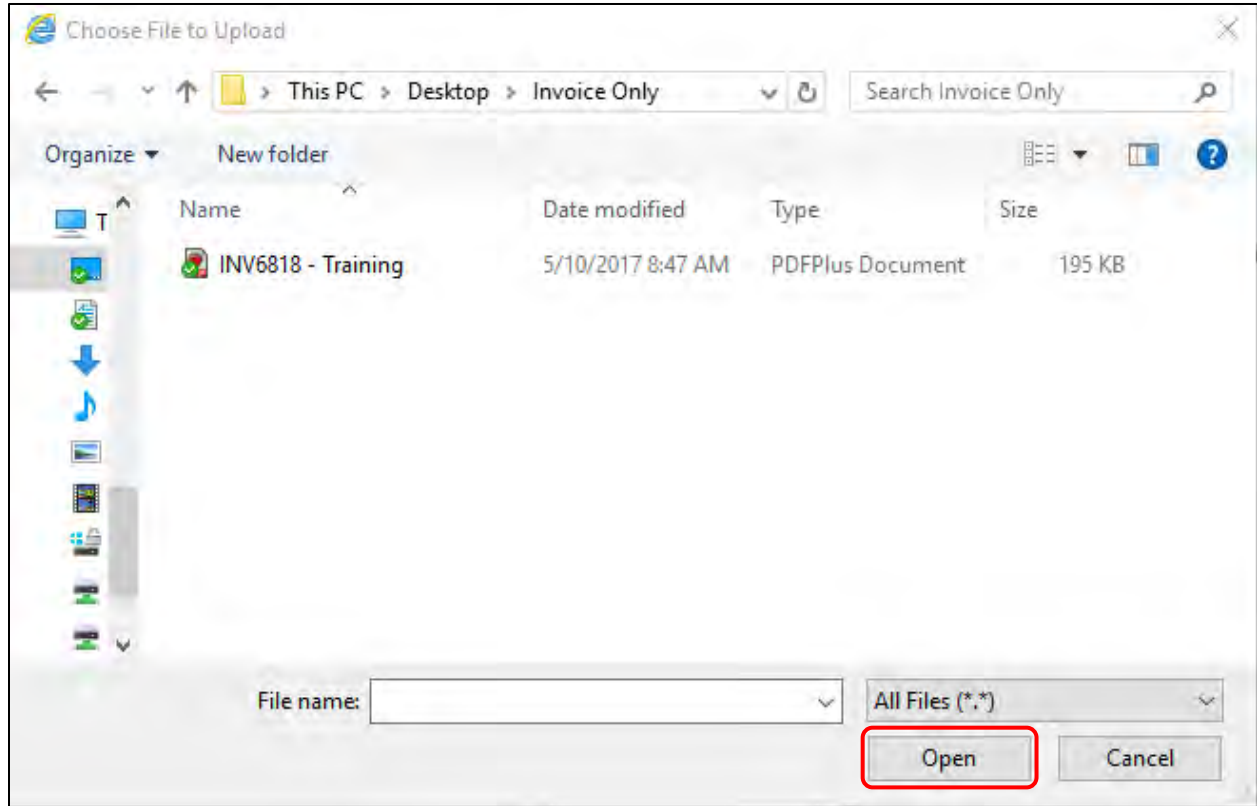 Choose File to Upload
This PC > Desktop > Invoice Only
Search Invoice Only
Organize
New folder
T
Name Date modified Type Size
INV6818 - Training 5/10/2017 8:47 AM PDFPlus Document 195 KB
File name:
All Files (*.*)
Open Cancel